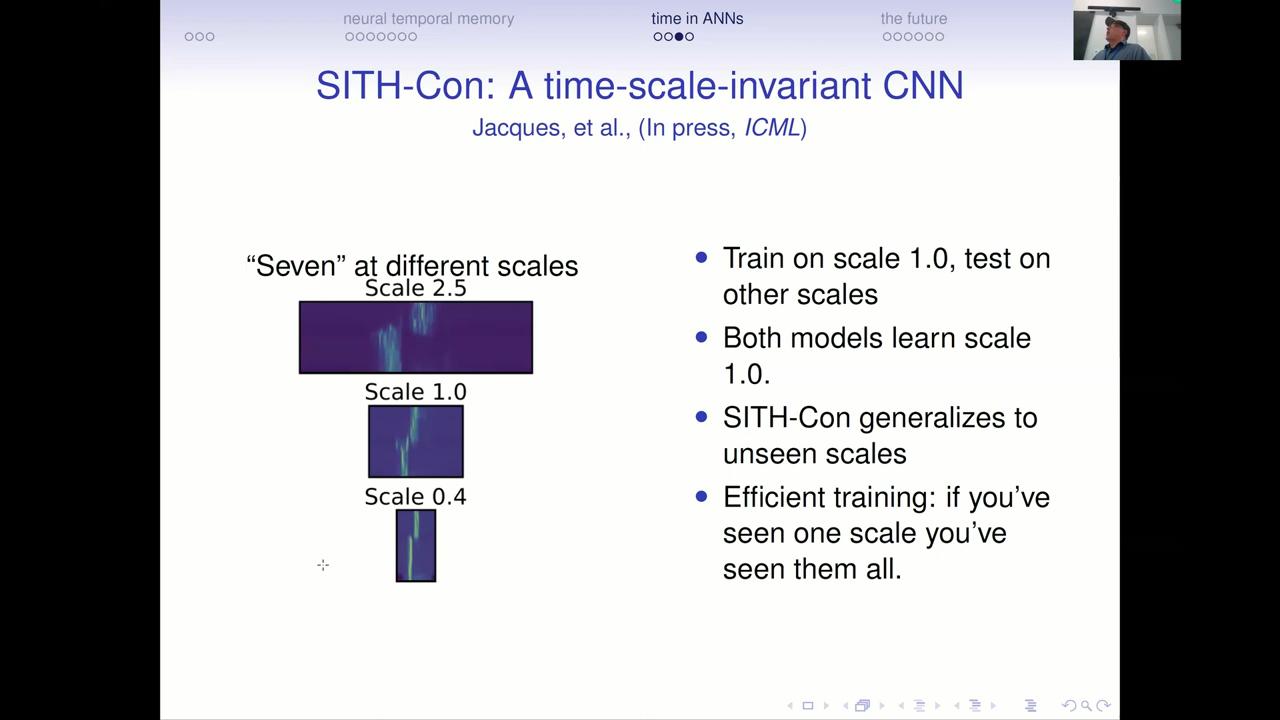 neural temporal memory
time in ANNs
the future
SITH-Con: A time-scale-invariant CNN
Jacques, et al., (In press, ICML)
“Seven” at different scales
Scale 2.5
Scale 1.0
Scale 0.4
Train on scale 1.0, test on
other scales
Both models learn scale
1.0.
SITH-Con generalizes to
unseen scales
Efficient training: if you’ve
seen one scale you’ve
seen them all.